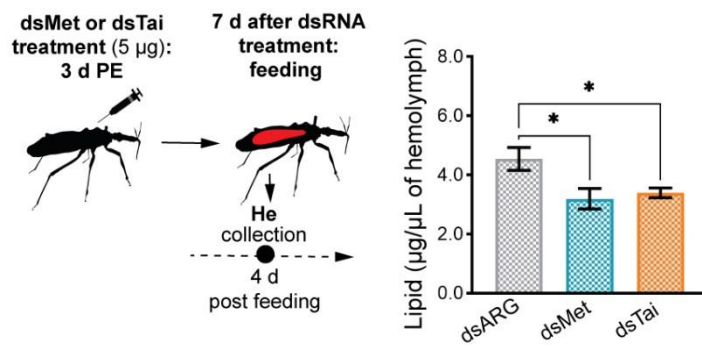 dsMet or dsTai
treatment (5 µg):
3 d PE
7 d after dsRNA
treatment:
feeding
He
collection
4 d
post feeding
Lipid (µg/µL of hemolymph)
8.0
6.0
4.0
2.0
0.0
*
*
dsARG
dsMet
dsTai